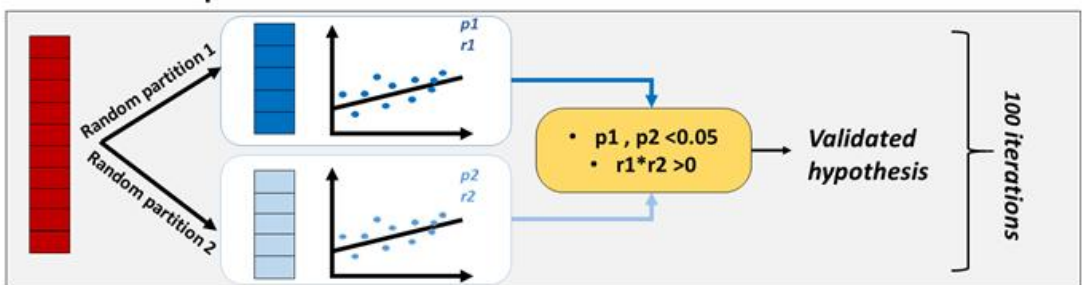 Random partition 1
p1
r1
Random partition 2
p2
r2
• p1 , p2 <0.05
• r1*r2 >0
Validated
hypothesis
100 iterations